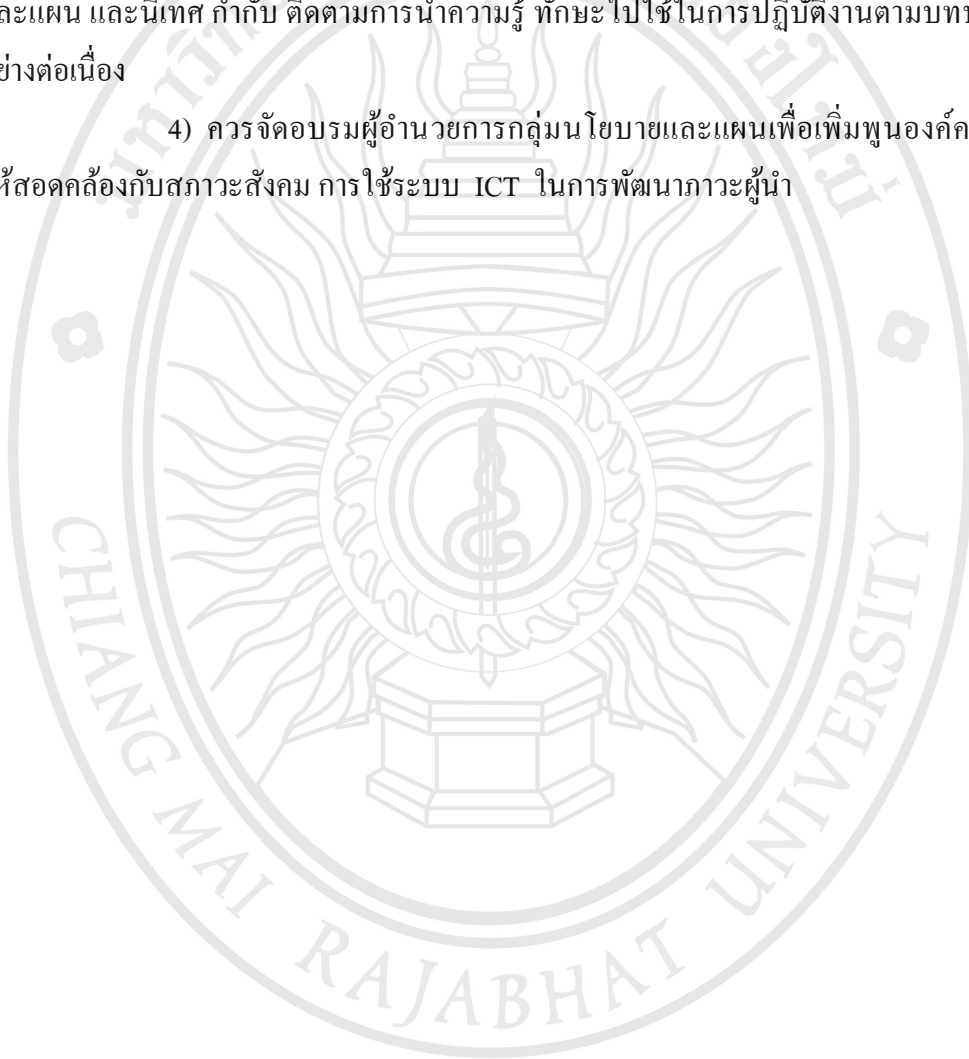 ละแผน และนิเทศ กำกับ ติดตามการนำความรู้ ทักษะไปใช้ในการปฏิบัติงานตามบทบ
ย่างต่อเนื่อง
4) ควรจัดอบรมผู้อำนวยการกลุ่มนโยบายและแผนเพื่อเพิ่มพูนองค์ค
ห้สอดคล้องกับสภาวะสังคม การใช้ระบบ ICT ในการพัฒนาภาวะผู้นำ
CHIANG MAI RAJABHAT UNIVERSITY